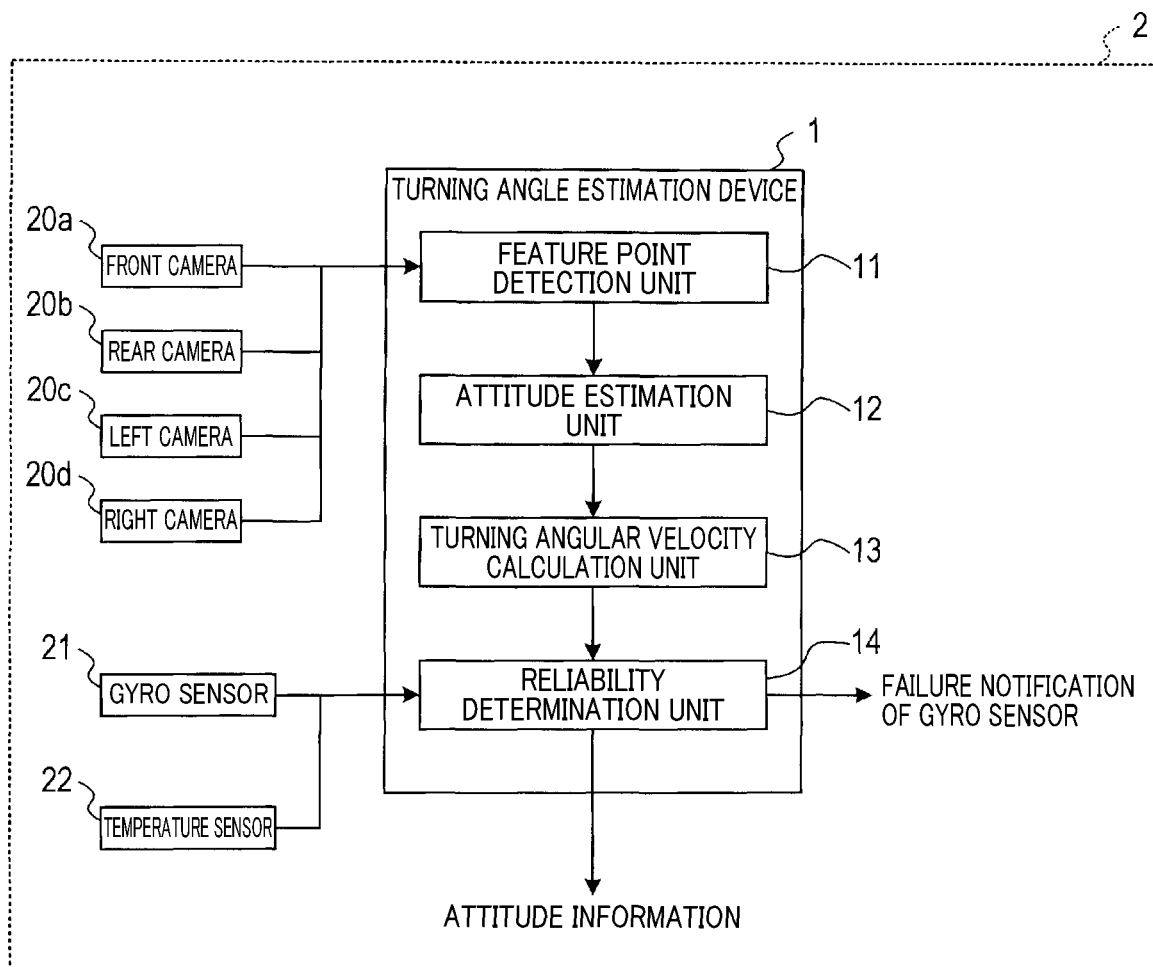 2
1
TURNING ANGLE ESTIMATION DEVICE
20a
FRONT CAMERA
FEATURE POINT
DETECTION UNIT
11
20b
REAR CAMERA
20c
ATTITUDE ESTIMATION
UNIT
12
LEFT CAMERA
20d
RIGHT CAMERA
TURNING ANGULAR VELOCITY
CALCULATION UNIT
13
21
GYRO SENSOR
14
RELIABILITY
DETERMINATION UNIT
FAILURE NOTIFICATION
OF GYRO SENSOR
22
TEMPERATURE SENSOR
ATTITUDE INFORMATION